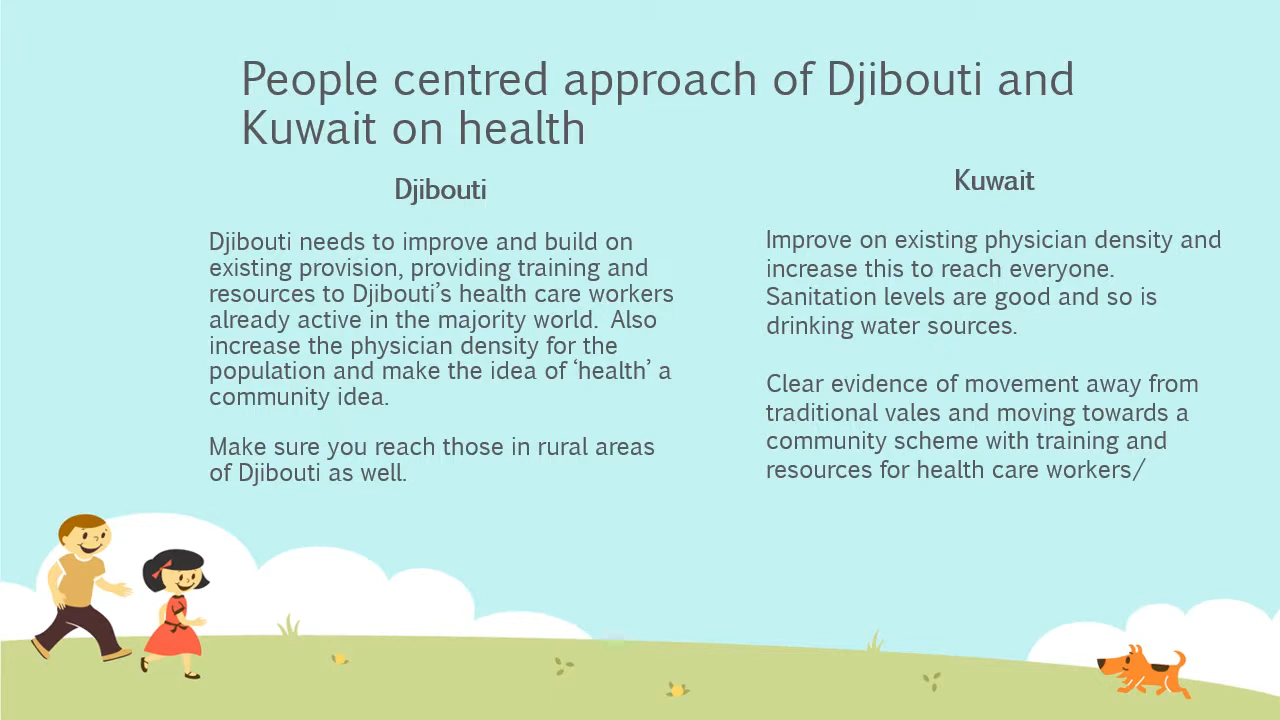 People centred approach of Djibouti and
Kuwait on health
Djibouti
Djibouti needs to improve and build on
existing provision, providing training and
resources to Djibouti’s health care workers
already active in the majority world.  Also
increase the physician density for the
population and make the idea of ‘health’ a
community idea.
Make sure you reach those in rural areas
of Djibouti as well.
Kuwait
Improve on existing physician density and
increase this to reach everyone.
Sanitation levels are good and so is
drinking water sources.
Clear evidence of movement away from
traditional vales and moving towards a
community scheme with training and
resources for health care workers/